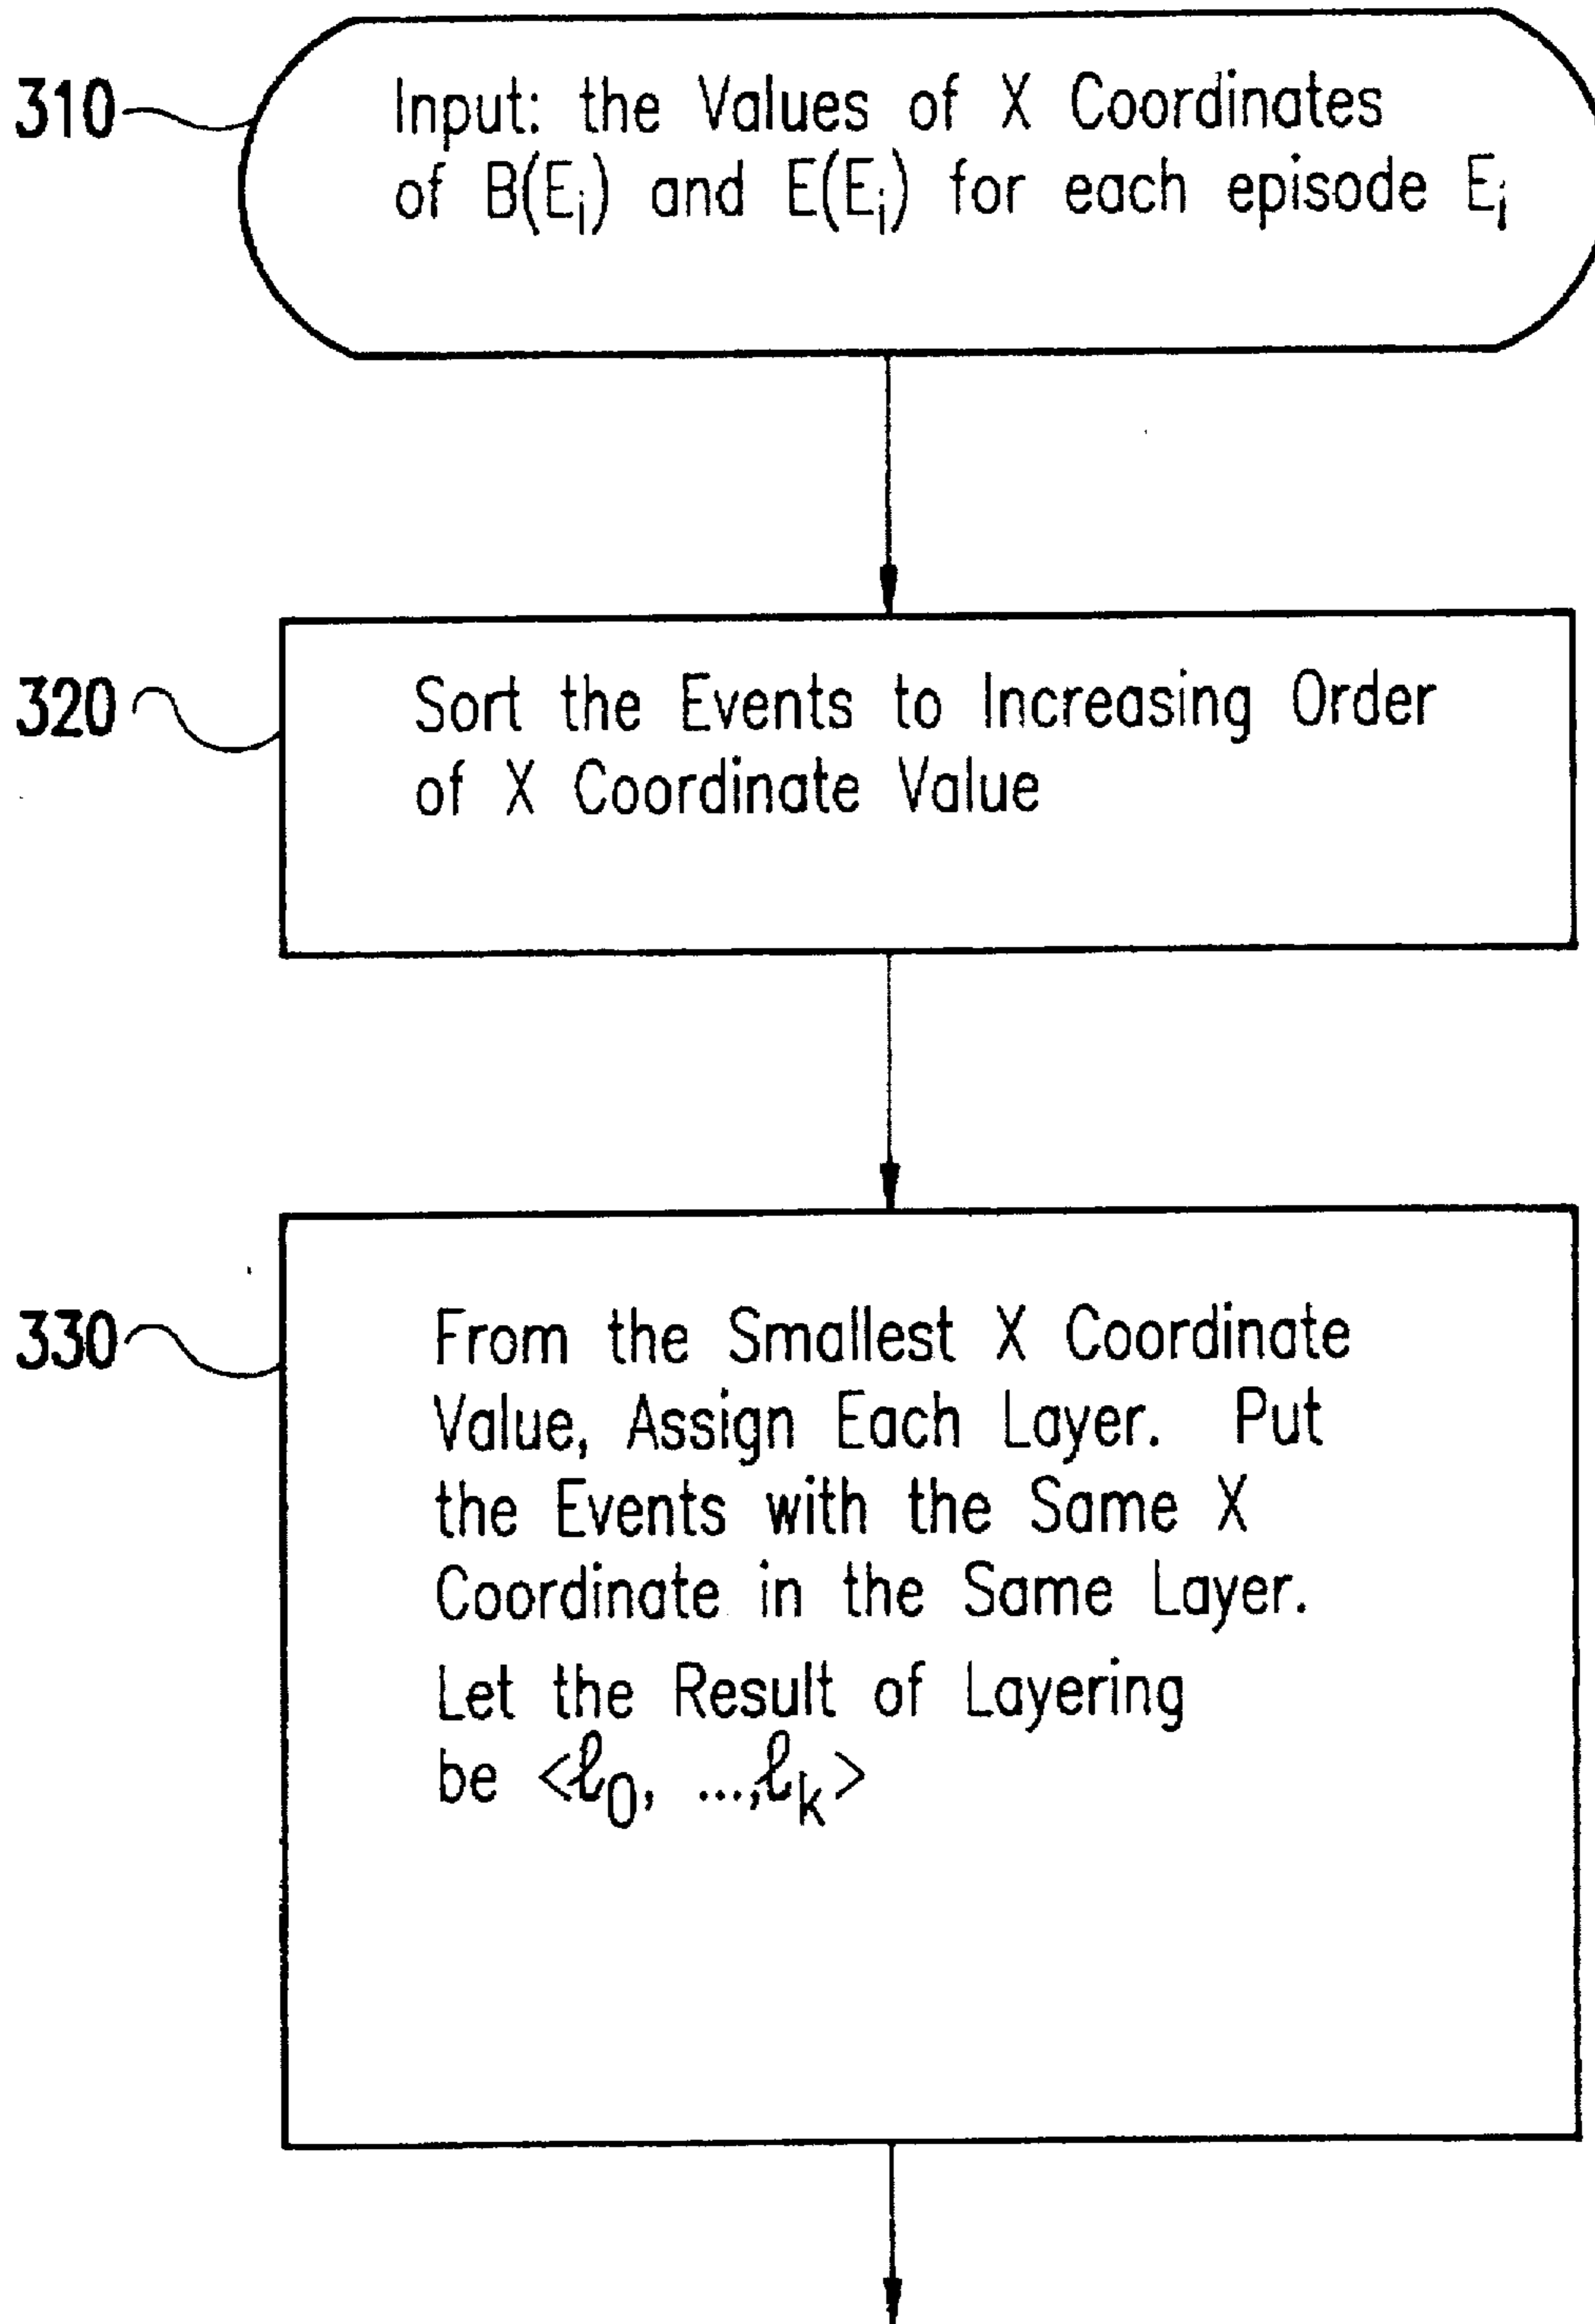 310
Input: the Values of X Coordinates
of B(Eᵢ) and E(Eᵢ) for each episode Eᵢ
320
Sort the Events to Increasing Order
of X Coordinate Value
330
From the Smallest X Coordinate
Value, Assign Each Layer. Put
the Events with the Same X
Coordinate in the Same Layer.
Let the Result of Layering
be <ℓ₀, ...,ℓₖ>